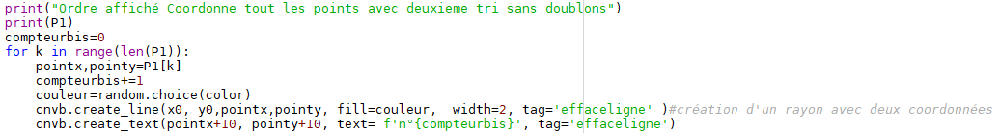 print("Ordre affiché Coordonne tout les points avec deuxieme tri sans doublons")
print(P1)
compteurbis=0
for k in range(len(P1)):
    pointx,pointy=P1[k]
    compteurbis+=1
    couleur=random.choice(color)
    cnvb.create_line(x0, y0,pointx,pointy, fill=couleur,  width=2, tag='effaceligne' )#création d'un rayon avec deux coordonnées
    cnvb.create_text(pointx+10, pointy+10, text= f'n°{compteurbis}', tag='effaceligne')